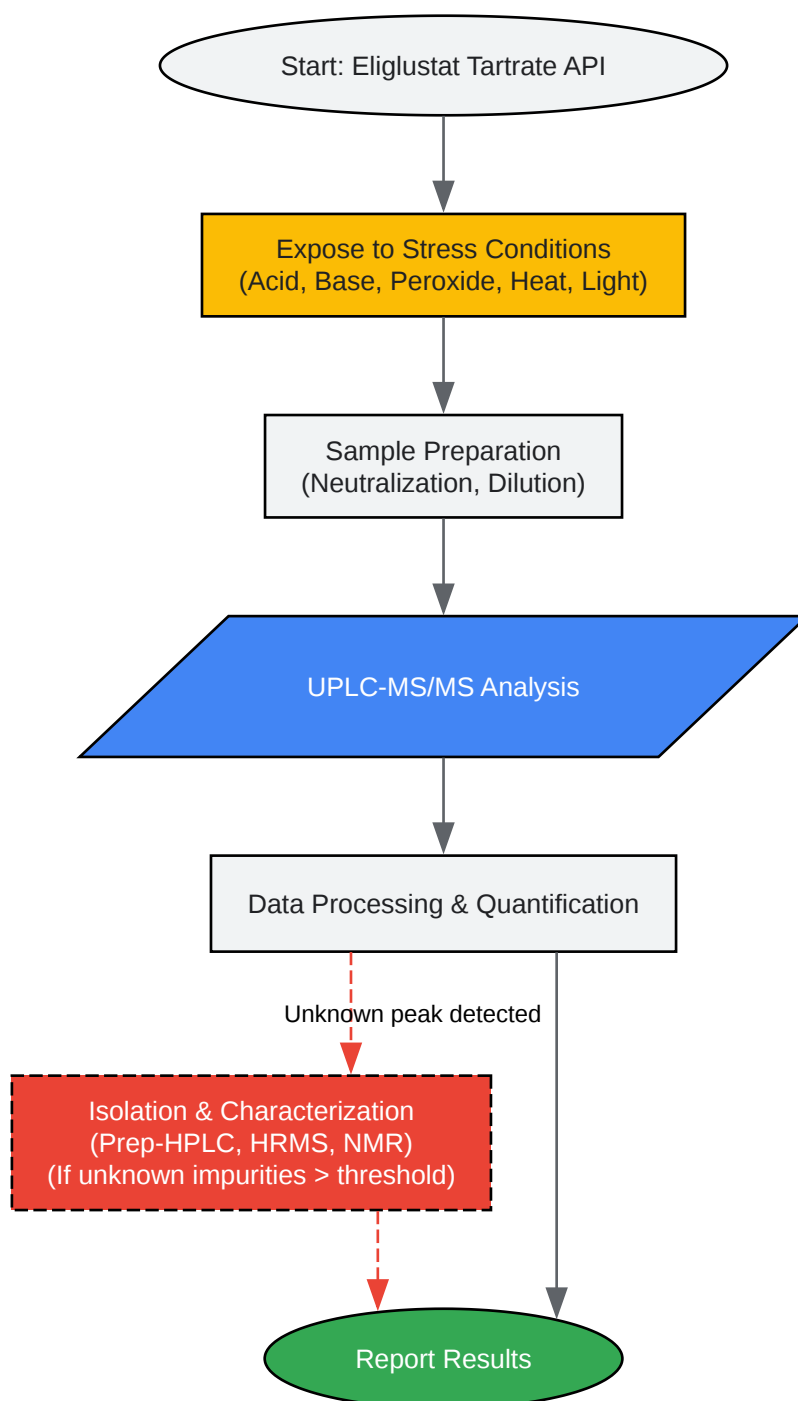 Start: Eliglustat Tartrate API
Expose to Stress Conditions
(Acid, Base, Peroxide, Heat, Light)
Sample Preparation
(Neutralization, Dilution)
UPLC-MS/MS Analysis
Data Processing & Quantification
Unknown peak detected
Isolation & Characterization
(Prep-HPLC, HRMS, NMR)
(If unknown impurities > threshold)
Report Results